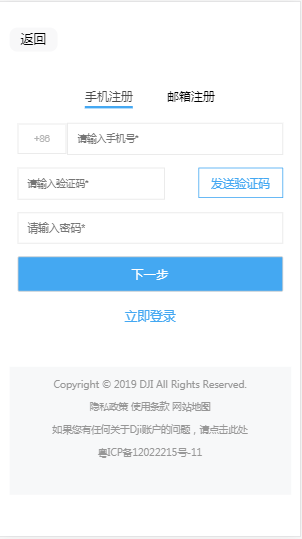 返回
手机注册 邮箱注册
+86 请输入手机号*
请输入验证码* 发送验证码
请输入密码*
下一步
立即登录
Copyright © 2019 DJI All Rights Reserved.
隐私政策 使用条款 网站地图
如果您有任何关于Dji账户的问题，请点击此处
粤ICP备12022215号-11